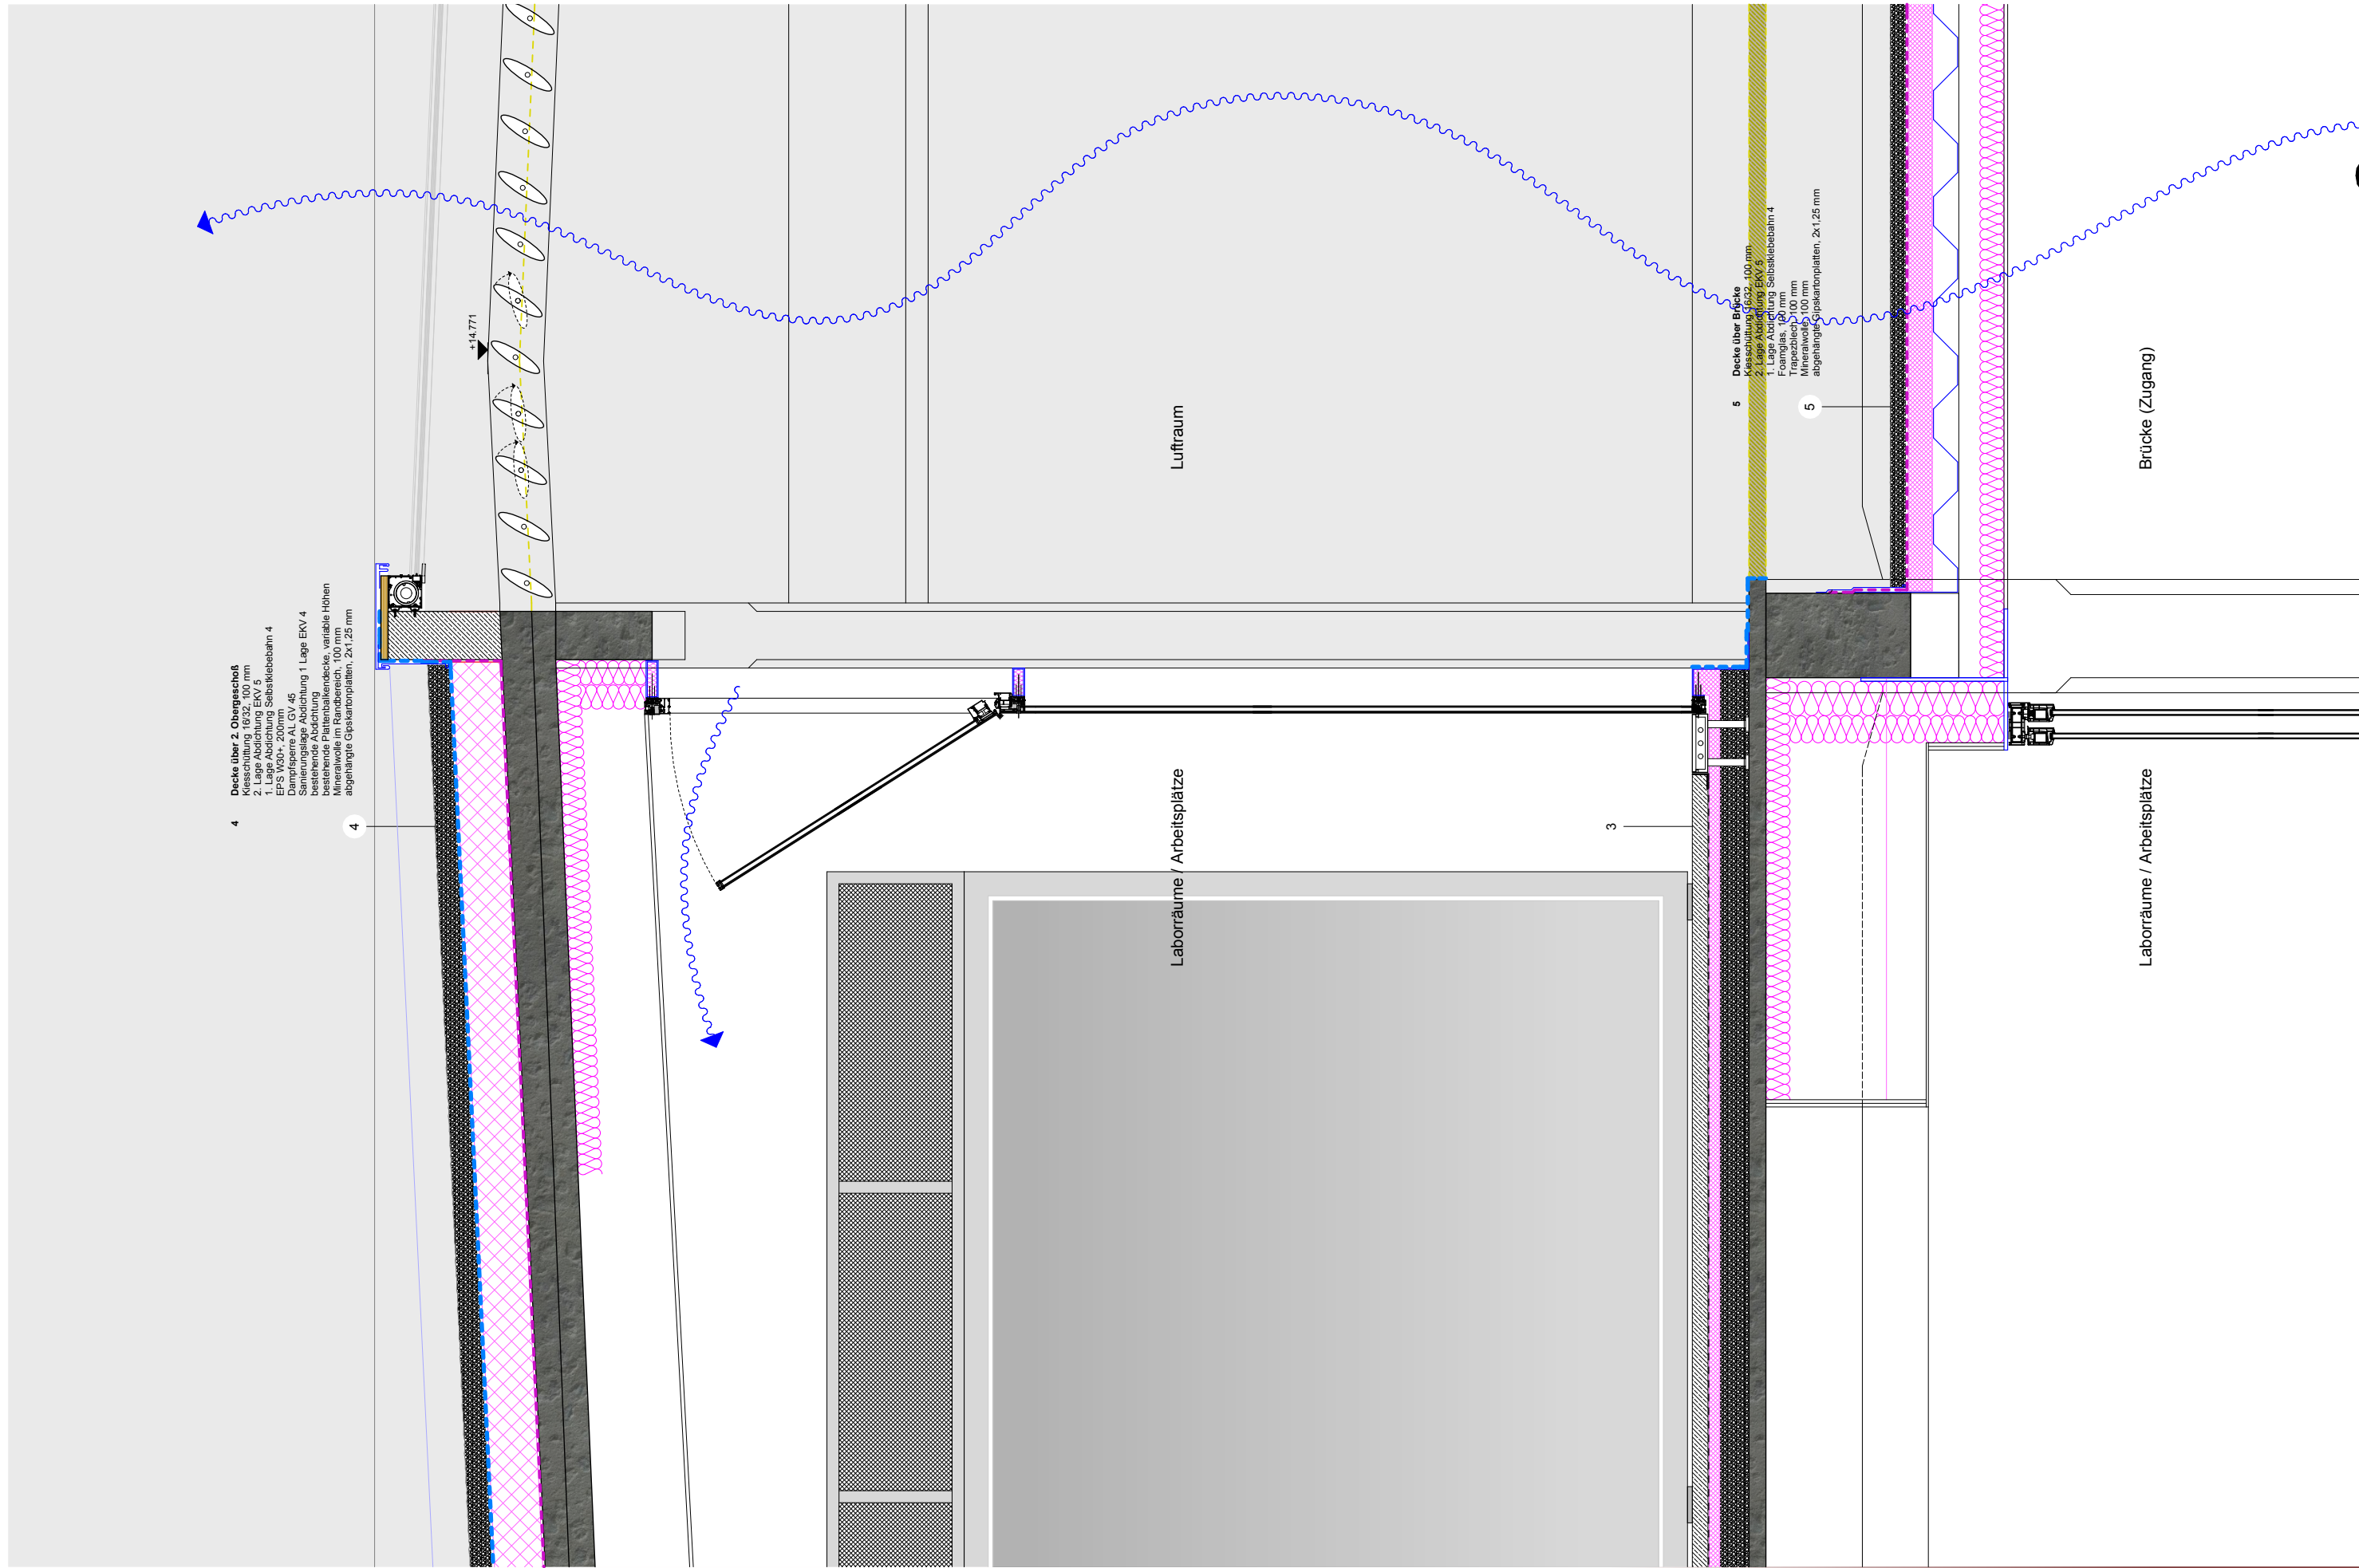 4 Decke über 2. Obergeschoß
Kiesschüttung 16/32, 100 mm
2. Lage Abdichtung EKV 5
1. Lage Abdichtung Selbstklebebahn 4
EPS W30+, 200mm
Dampfsperre AL GV 45
Sanierungslage Abdichtung 1 Lage EKV 4
bestehende Abdichtung
bestehende Plattenbalkendecke, variable Höhen
Mineralwolle im Randbereich, 100 mm
abgehängte Gipskartonplatten, 2x1,25 mm
4
+14.771
Luftraum
Laborräume / Arbeitsplätze
3
5 Decke über Brücke
Kiesschüttung 16/32, 100 mm
2. Lage Abdichtung EKV 5
1. Lage Abdichtung Selbstklebebahn 4
Foamglas, 100 mm
Trapezblech, 100 mm
Mineralwolle, 100 mm
abgehängte Gipskartonplatten, 2x1,25 mm
5
Brücke (Zugang)
Laborräume / Arbeitsplätze